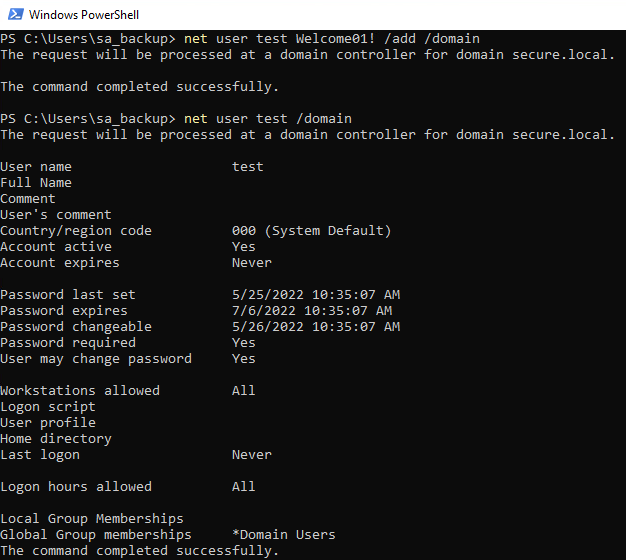 Windows PowerShell
PS C:\Users\sa_backup> net user test Welcome01! /add /domain
The request will be processed at a domain controller for domain secure.local.
The command completed successfully.
PS C:\Users\sa_backup> net user test /domain
The request will be processed at a domain controller for domain secure.local.
User name                    test
Full Name
Comment
User's comment
Country/region code          000 (System Default)
Account active               Yes
Account expires              Never
Password last set            5/25/2022 10:35:07 AM
Password expires             7/6/2022 10:35:07 AM
Password changeable          5/26/2022 10:35:07 AM
Password required            Yes
User may change password     Yes
Workstations allowed         All
Logon script
User profile
Home directory
Last logon                   Never
Logon hours allowed          All
Local Group Memberships
Global Group memberships     *Domain Users
The command completed successfully.